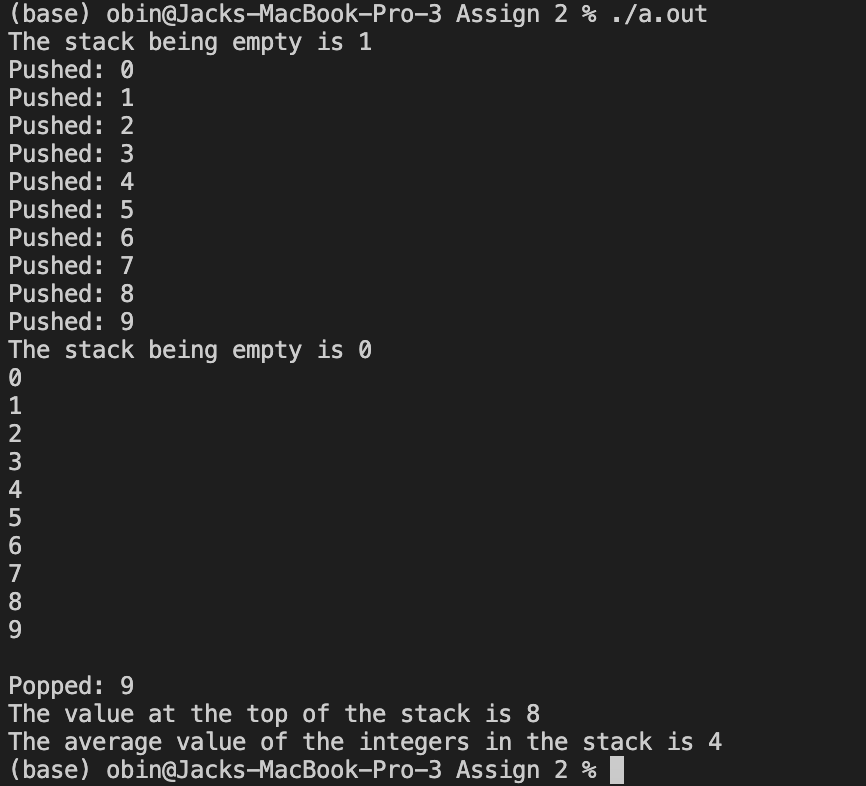 (base) obin@Jacks-MacBook-Pro-3 Assign 2 % ./a.out
The stack being empty is 1
Pushed: 0
Pushed: 1
Pushed: 2
Pushed: 3
Pushed: 4
Pushed: 5
Pushed: 6
Pushed: 7
Pushed: 8
Pushed: 9
The stack being empty is 0
0
1
2
3
4
5
6
7
8
9
Popped: 9
The value at the top of the stack is 8
The average value of the integers in the stack is 4
(base) obin@Jacks-MacBook-Pro-3 Assign 2 %